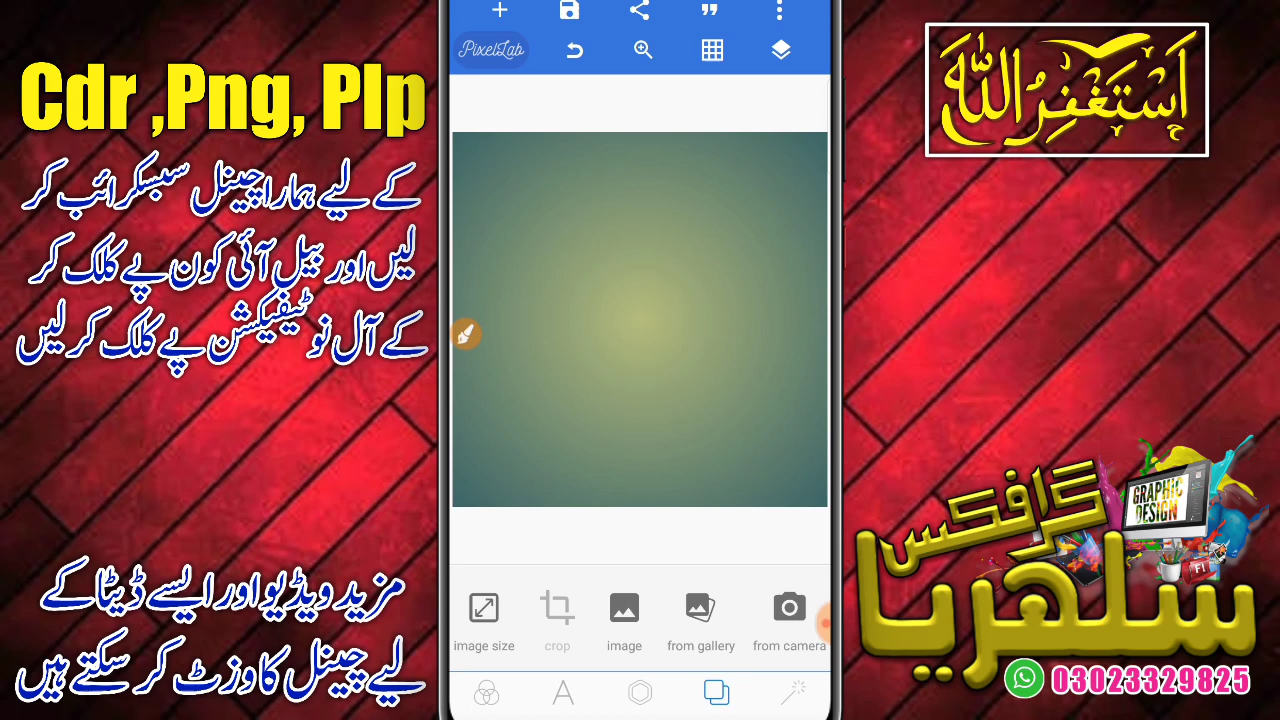 Cdr ,Png, Plp
کے لیے ہمارا چینل سبسکرائب کر
لیں اور بیل آئی کون پے کلک کر
کے آل نوٹیفیکشن پے کلک کر لیں
مزید ویڈیو اور ایسے ڈیٹا کے
لیے چینل کا وزٹ کر سکتے ہیں
PixelLab
image size
crop
image
from gallery
from camera
اَسْتَغْفِرُاللّٰہَ
گرافکس
GRAPHIC
DESIGN
Fl
سلہریا
03023329825